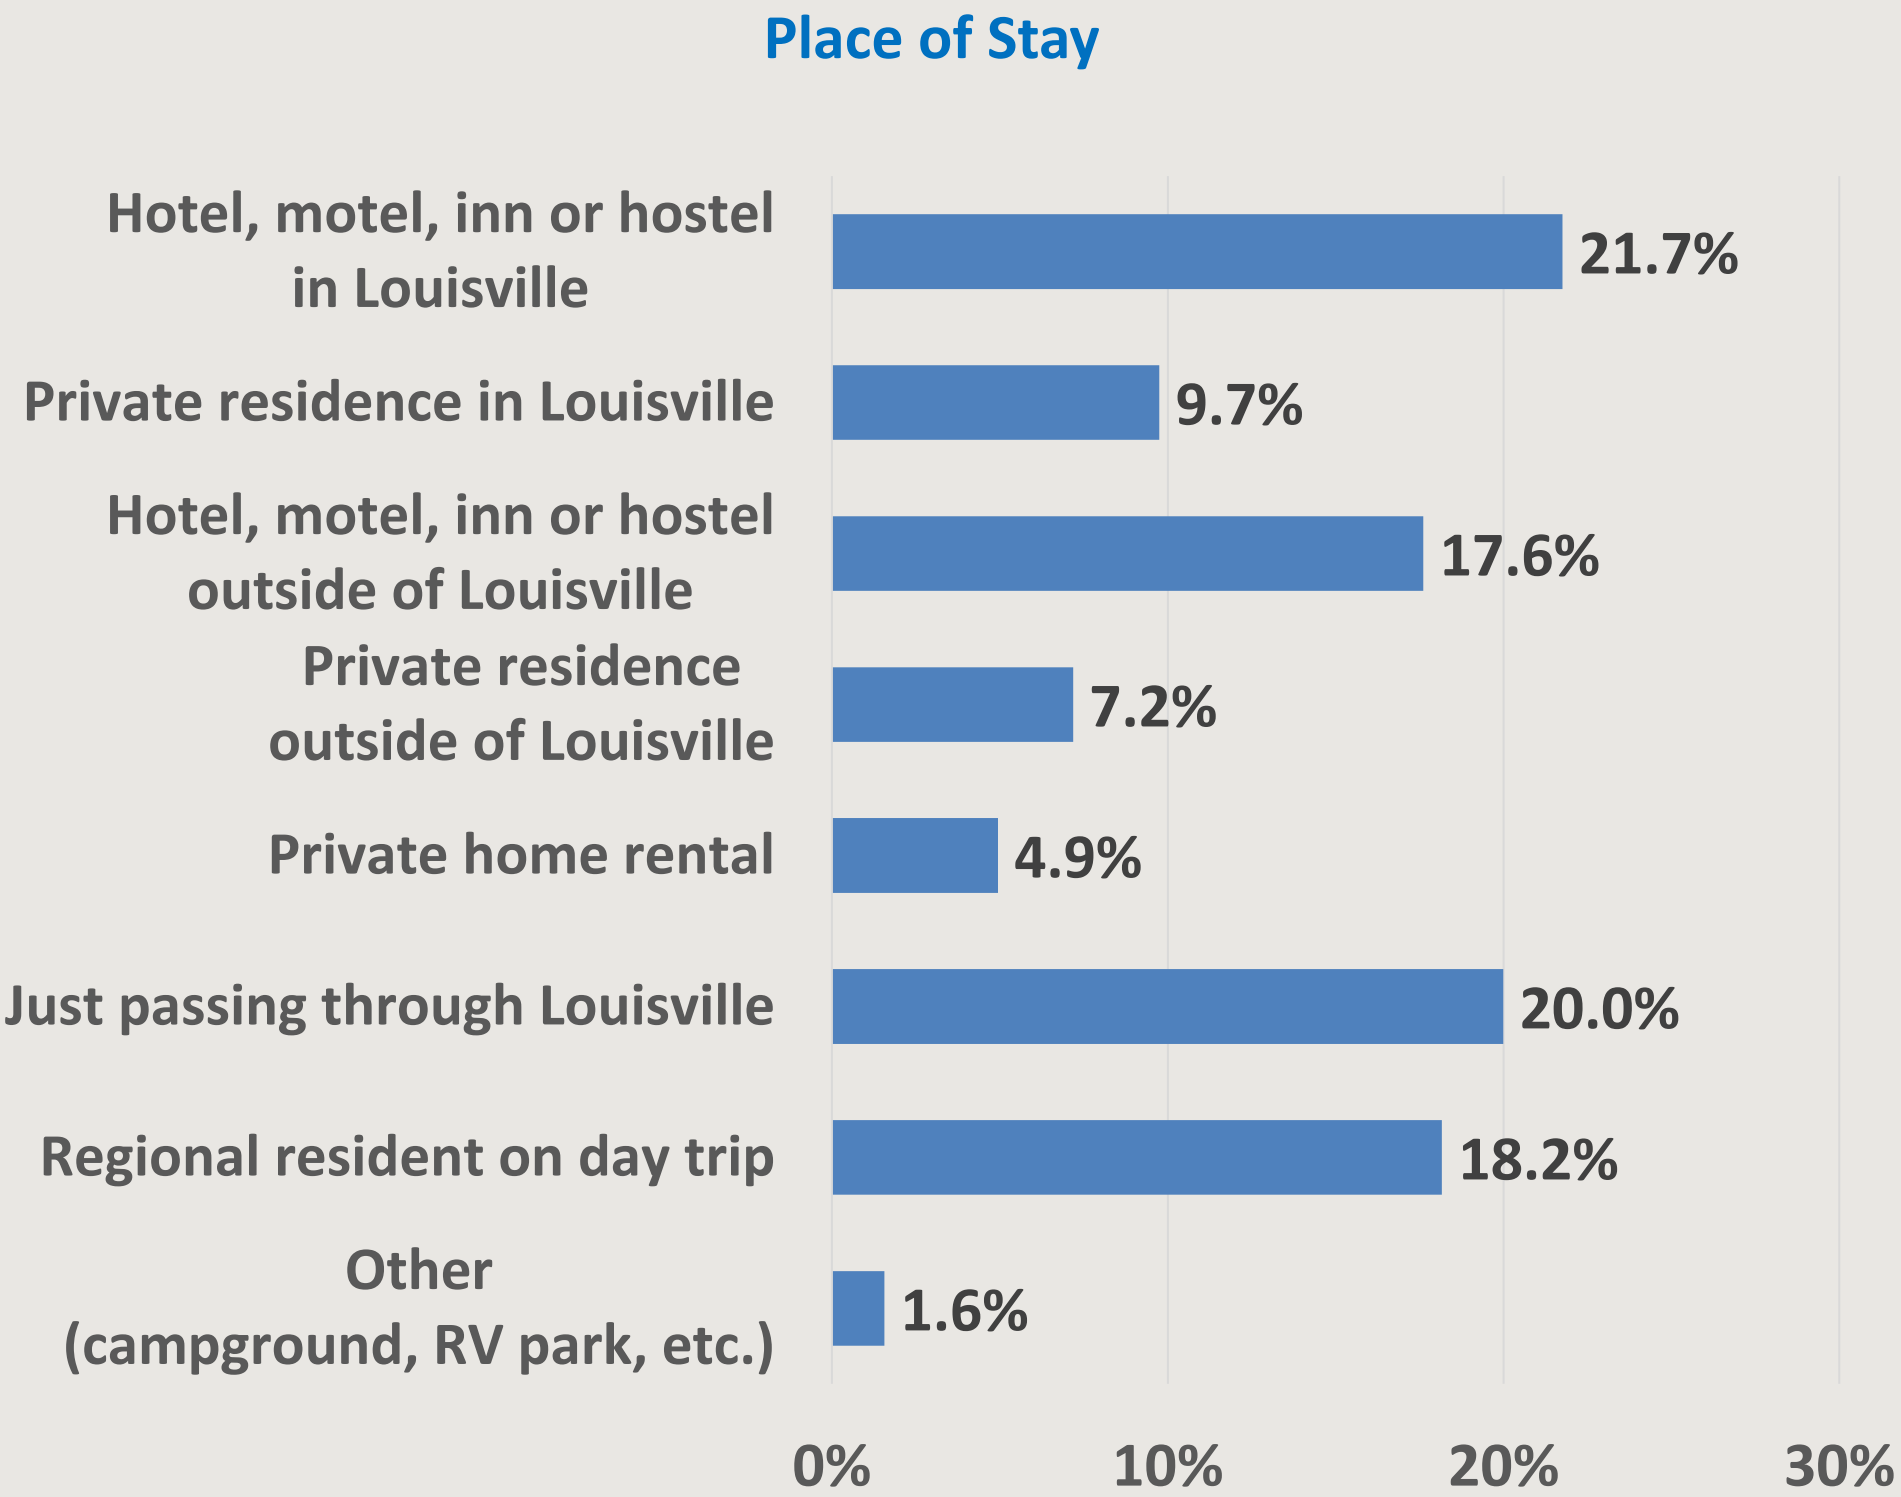 Place of Stay
Hotel, motel, inn or hostel
in Louisville
21.7%
Private residence in Louisville
9.7%
Hotel, motel, inn or hostel
outside of Louisville
17.6%
Private residence
outside of Louisville
7.2%
Private home rental
4.9%
Just passing through Louisville
20.0%
Regional resident on day trip
18.2%
Other
(campground, RV park, etc.)
1.6%
0% 10% 20% 30%